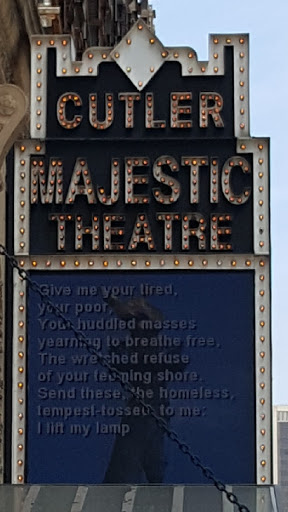 CUTLER
MAJESTIC
THEATRE
Give me your tired,
your poor,
Your huddled masses
yearning to breathe free,
The wretched refuse
of your teeming shore.
Send these, the homeless,
tempest-tossed to me:
I lift my lamp